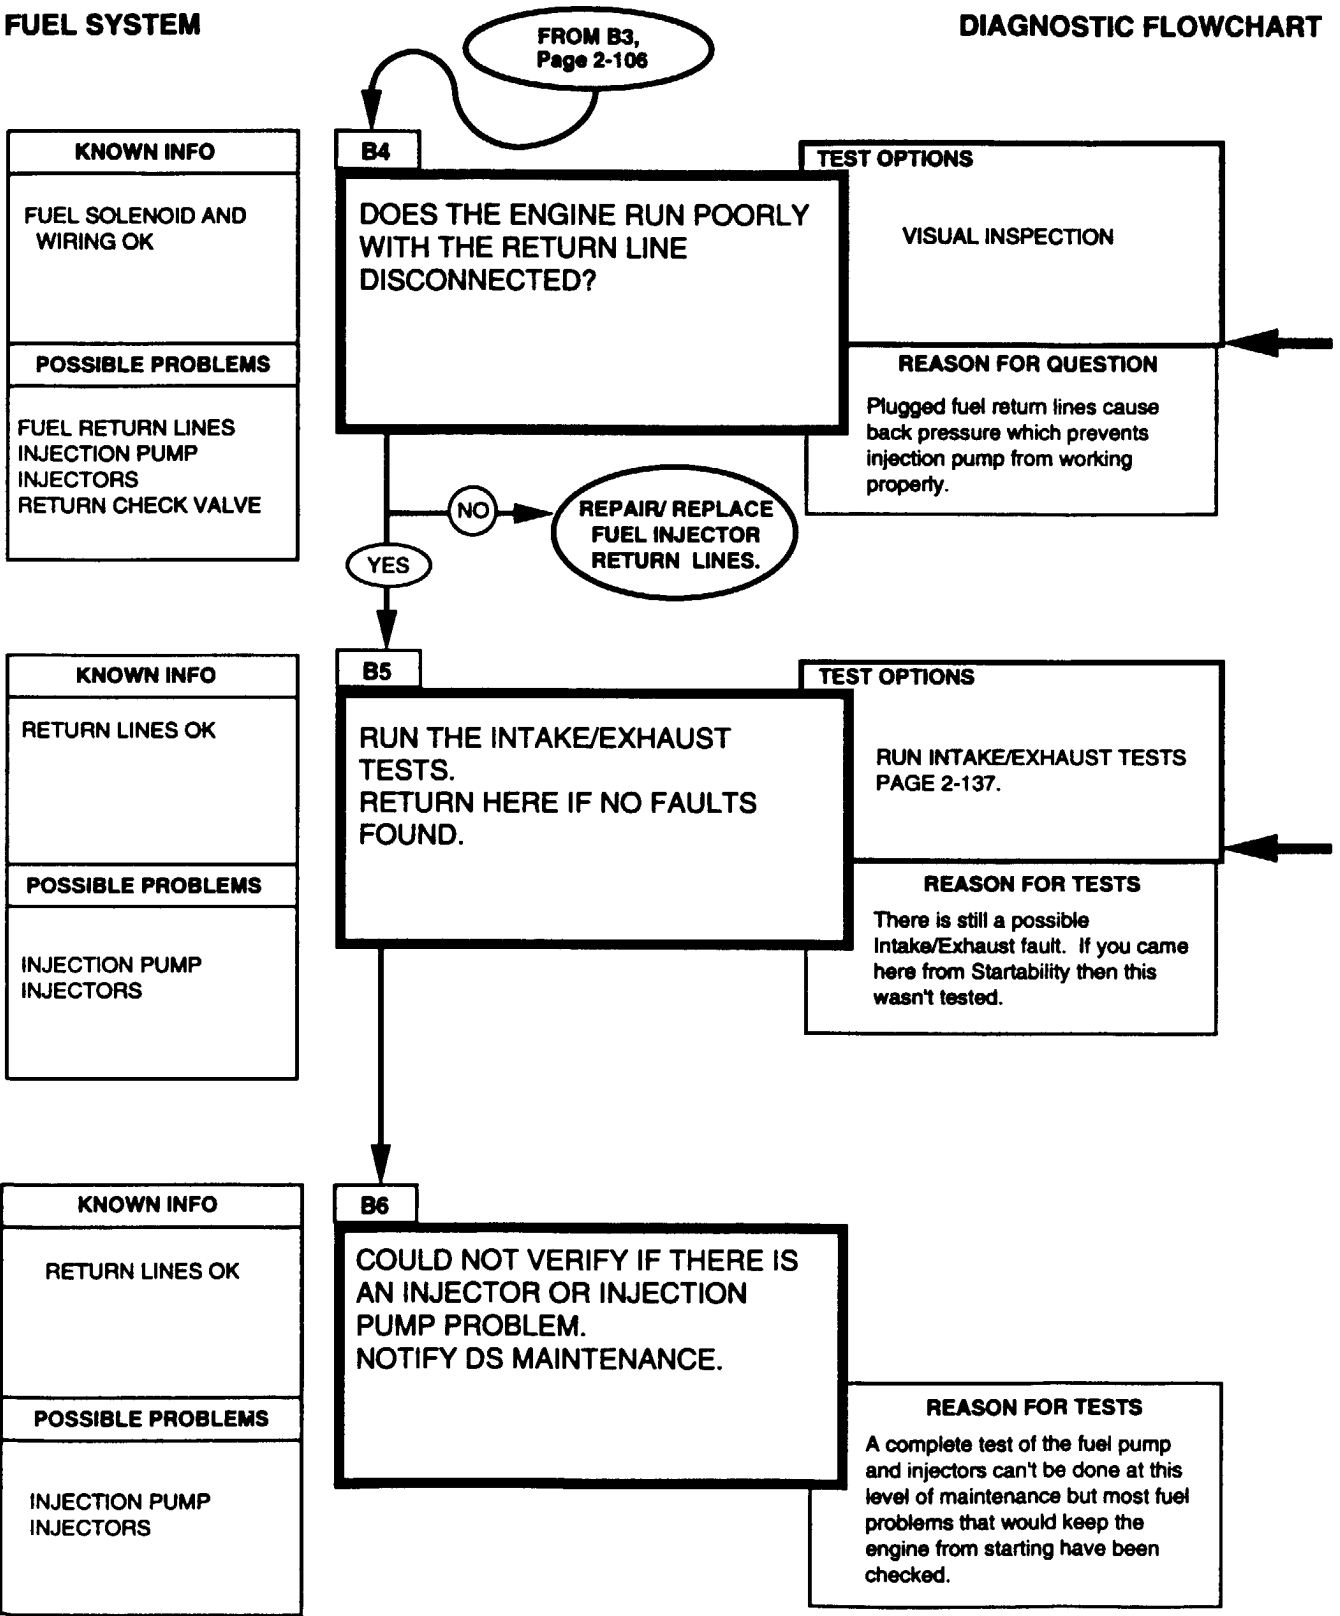 FUEL SYSTEM
DIAGNOSTIC FLOWCHART
FROM B3,
Page 2-106
KNOWN INFO
FUEL SOLENOID AND
WIRING OK
POSSIBLE PROBLEMS
FUEL RETURN LINES
INJECTION PUMP
INJECTORS
RETURN CHECK VALVE
B4
DOES THE ENGINE RUN POORLY
WITH THE RETURN LINE
DISCONNECTED?
TEST OPTIONS
VISUAL INSPECTION
REASON FOR QUESTION
Plugged fuel return lines cause
back pressure which prevents
injection pump from working
properly.
NO
REPAIR/ REPLACE
FUEL INJECTOR
RETURN LINES.
YES
KNOWN INFO
RETURN LINES OK
POSSIBLE PROBLEMS
INJECTION PUMP
INJECTORS
B5
RUN THE INTAKE/EXHAUST
TESTS.
RETURN HERE IF NO FAULTS
FOUND.
TEST OPTIONS
RUN INTAKE/EXHAUST TESTS
PAGE 2-137.
REASON FOR TESTS
There is still a possible
Intake/Exhaust fault. If you came
here from Startability then this
wasn't tested.
KNOWN INFO
RETURN LINES OK
POSSIBLE PROBLEMS
INJECTION PUMP
INJECTORS
B6
COULD NOT VERIFY IF THERE IS
AN INJECTOR OR INJECTION
PUMP PROBLEM.
NOTIFY DS MAINTENANCE.
REASON FOR TESTS
A complete test of the fuel pump
and injectors can't be done at this
level of maintenance but most fuel
problems that would keep the
engine from starting have been
checked.